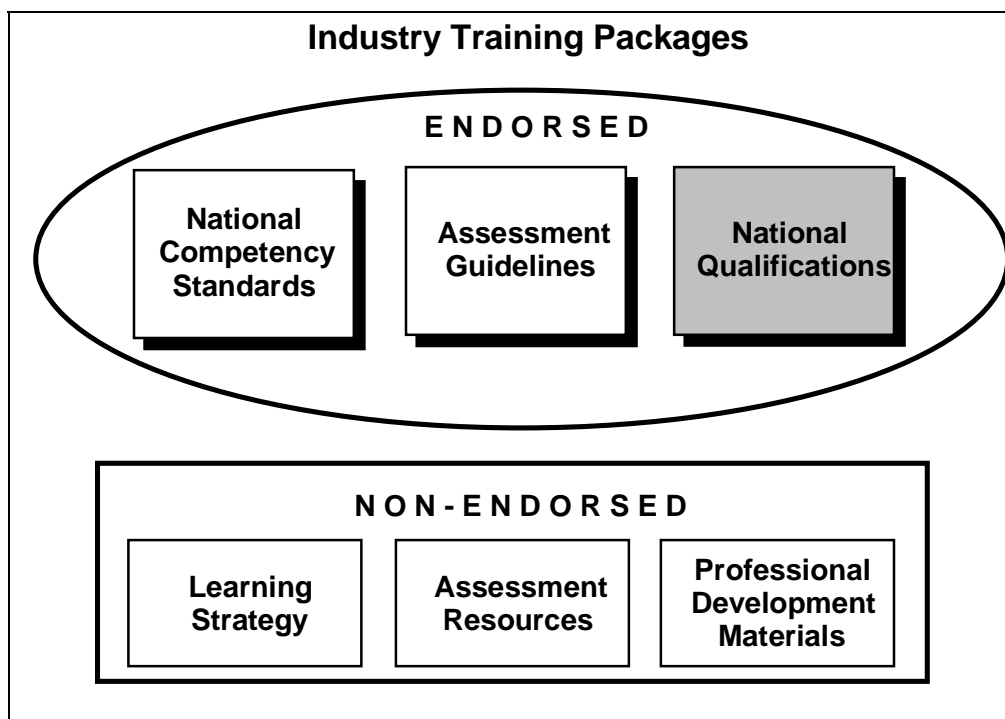 Industry Training Packages
E N D O R S E D
National
Competency
Standards
Assessment
Guidelines
National
Qualifications
N O N - E N D O R S E D
Learning
Strategy
Assessment
Resources
Professional
Development
Materials